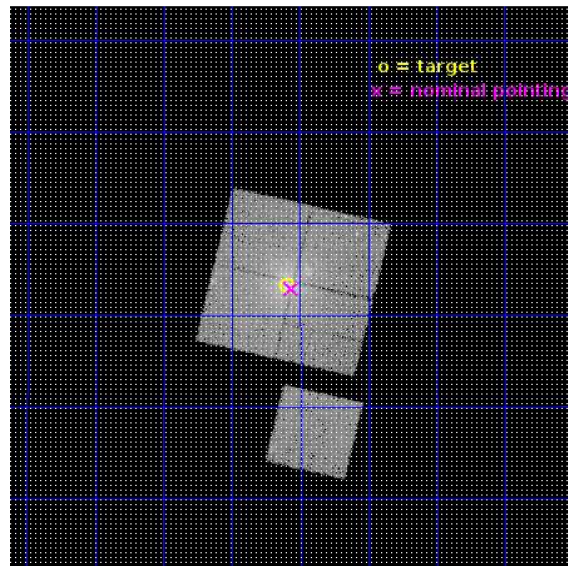 o = target
x = nominal pointing